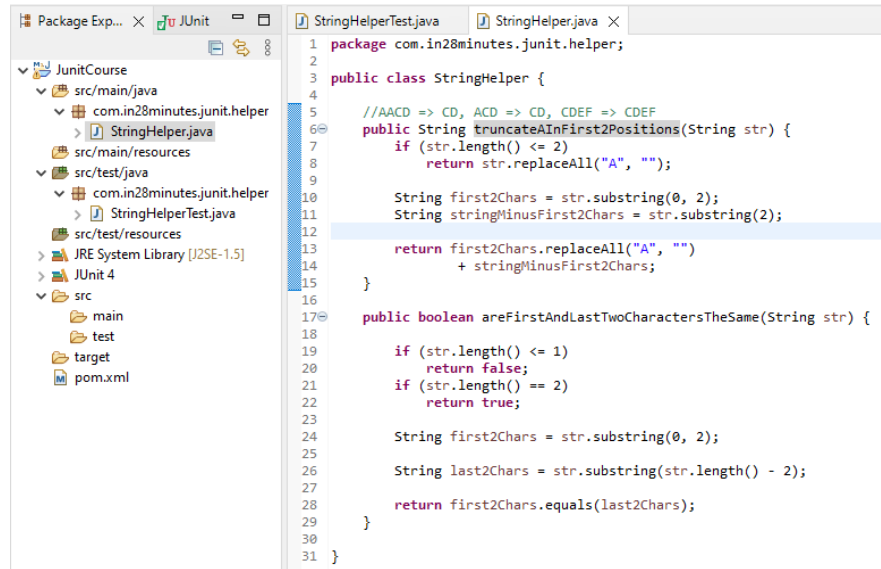 Package Exp...
JUnit
JunitCourse
src/main/java
com.in28minutes.junit.helper
StringHelper.java
src/main/resources
src/test/java
com.in28minutes.junit.helper
StringHelperTest.java
src/test/resources
JRE System Library [J2SE-1.5]
JUnit 4
src
main
test
target
pom.xml
StringHelperTest.java
StringHelper.java
1 package com.in28minutes.junit.helper;
2
3 public class StringHelper {
4
5     //AACD => CD, ACD => CD, CDEF => CDEF
6     public String truncateAInFirst2Positions(String str) {
7         if (str.length() <= 2)
8             return str.replaceAll("A", "");
9
10         String first2Chars = str.substring(0, 2);
11         String stringMinusFirst2Chars = str.substring(2);
12
13         return first2Chars.replaceAll("A", "")
14                 + stringMinusFirst2Chars;
15     }
16
17     public boolean areFirstAndLastTwoCharactersTheSame(String str) {
18
19         if (str.length() <= 1)
20             return false;
21         if (str.length() == 2)
22             return true;
23
24         String first2Chars = str.substring(0, 2);
25
26         String last2Chars = str.substring(str.length() - 2);
27
28         return first2Chars.equals(last2Chars);
29     }
30
31 }